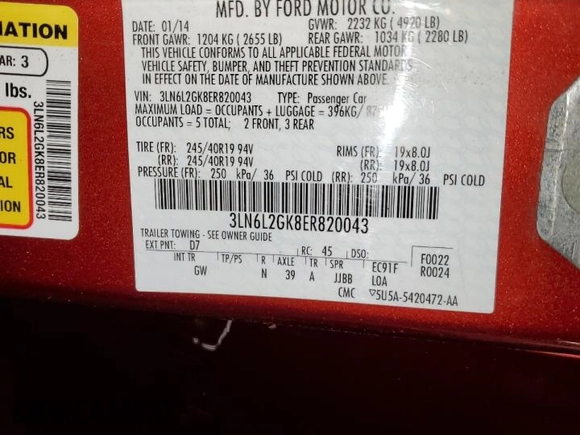 MFD. BY FORD MOTOR CO.
DATE: 01/14 GVWR: 2232 KG (4920 LB)
FRONT GAWR: 1204 KG (2655 LB) REAR GAWR: 1034 KG (2280 LB)
THIS VEHICLE CONFORMS TO ALL APPLICABLE FEDERAL MOTOR
VEHICLE SAFETY, BUMPER, AND THEFT PREVENTION STANDARDS
IN EFFECT ON THE DATE OF MANUFACTURE SHOWN ABOVE.
VIN: 3LN6L2GK8ER820043 TYPE: Passenger Car
MAXIMUM LOAD = OCCUPANTS + LUGGAGE = 396KG/
OCCUPANTS = 5 TOTAL; 2 FRONT, 3 REAR
TIRE (FR): 245/40R19 94V RIMS (FR): 19x8.0J
(RR): 245/40R19 94V (RR): 19x8.0J
PRESSURE (FR): 250 kPa/ 36 PSI COLD (RR): 250 kPa/ 36 PSI COLD
3LN6L2GK8ER820043
TRAILER TOWING - SEE OWNER GUIDE
EXT PNT: D7 RC: 45 DSO: F0022
INT TR TP/PS R AXLE TR SPR EC91F R0024
GW N 39 A JJBB LOA
CMC ▽5U5A-5420472-AA
MATION
AR: 3
lbs.
RS
OR
AL
ION
3LN6L2GK8ER820043